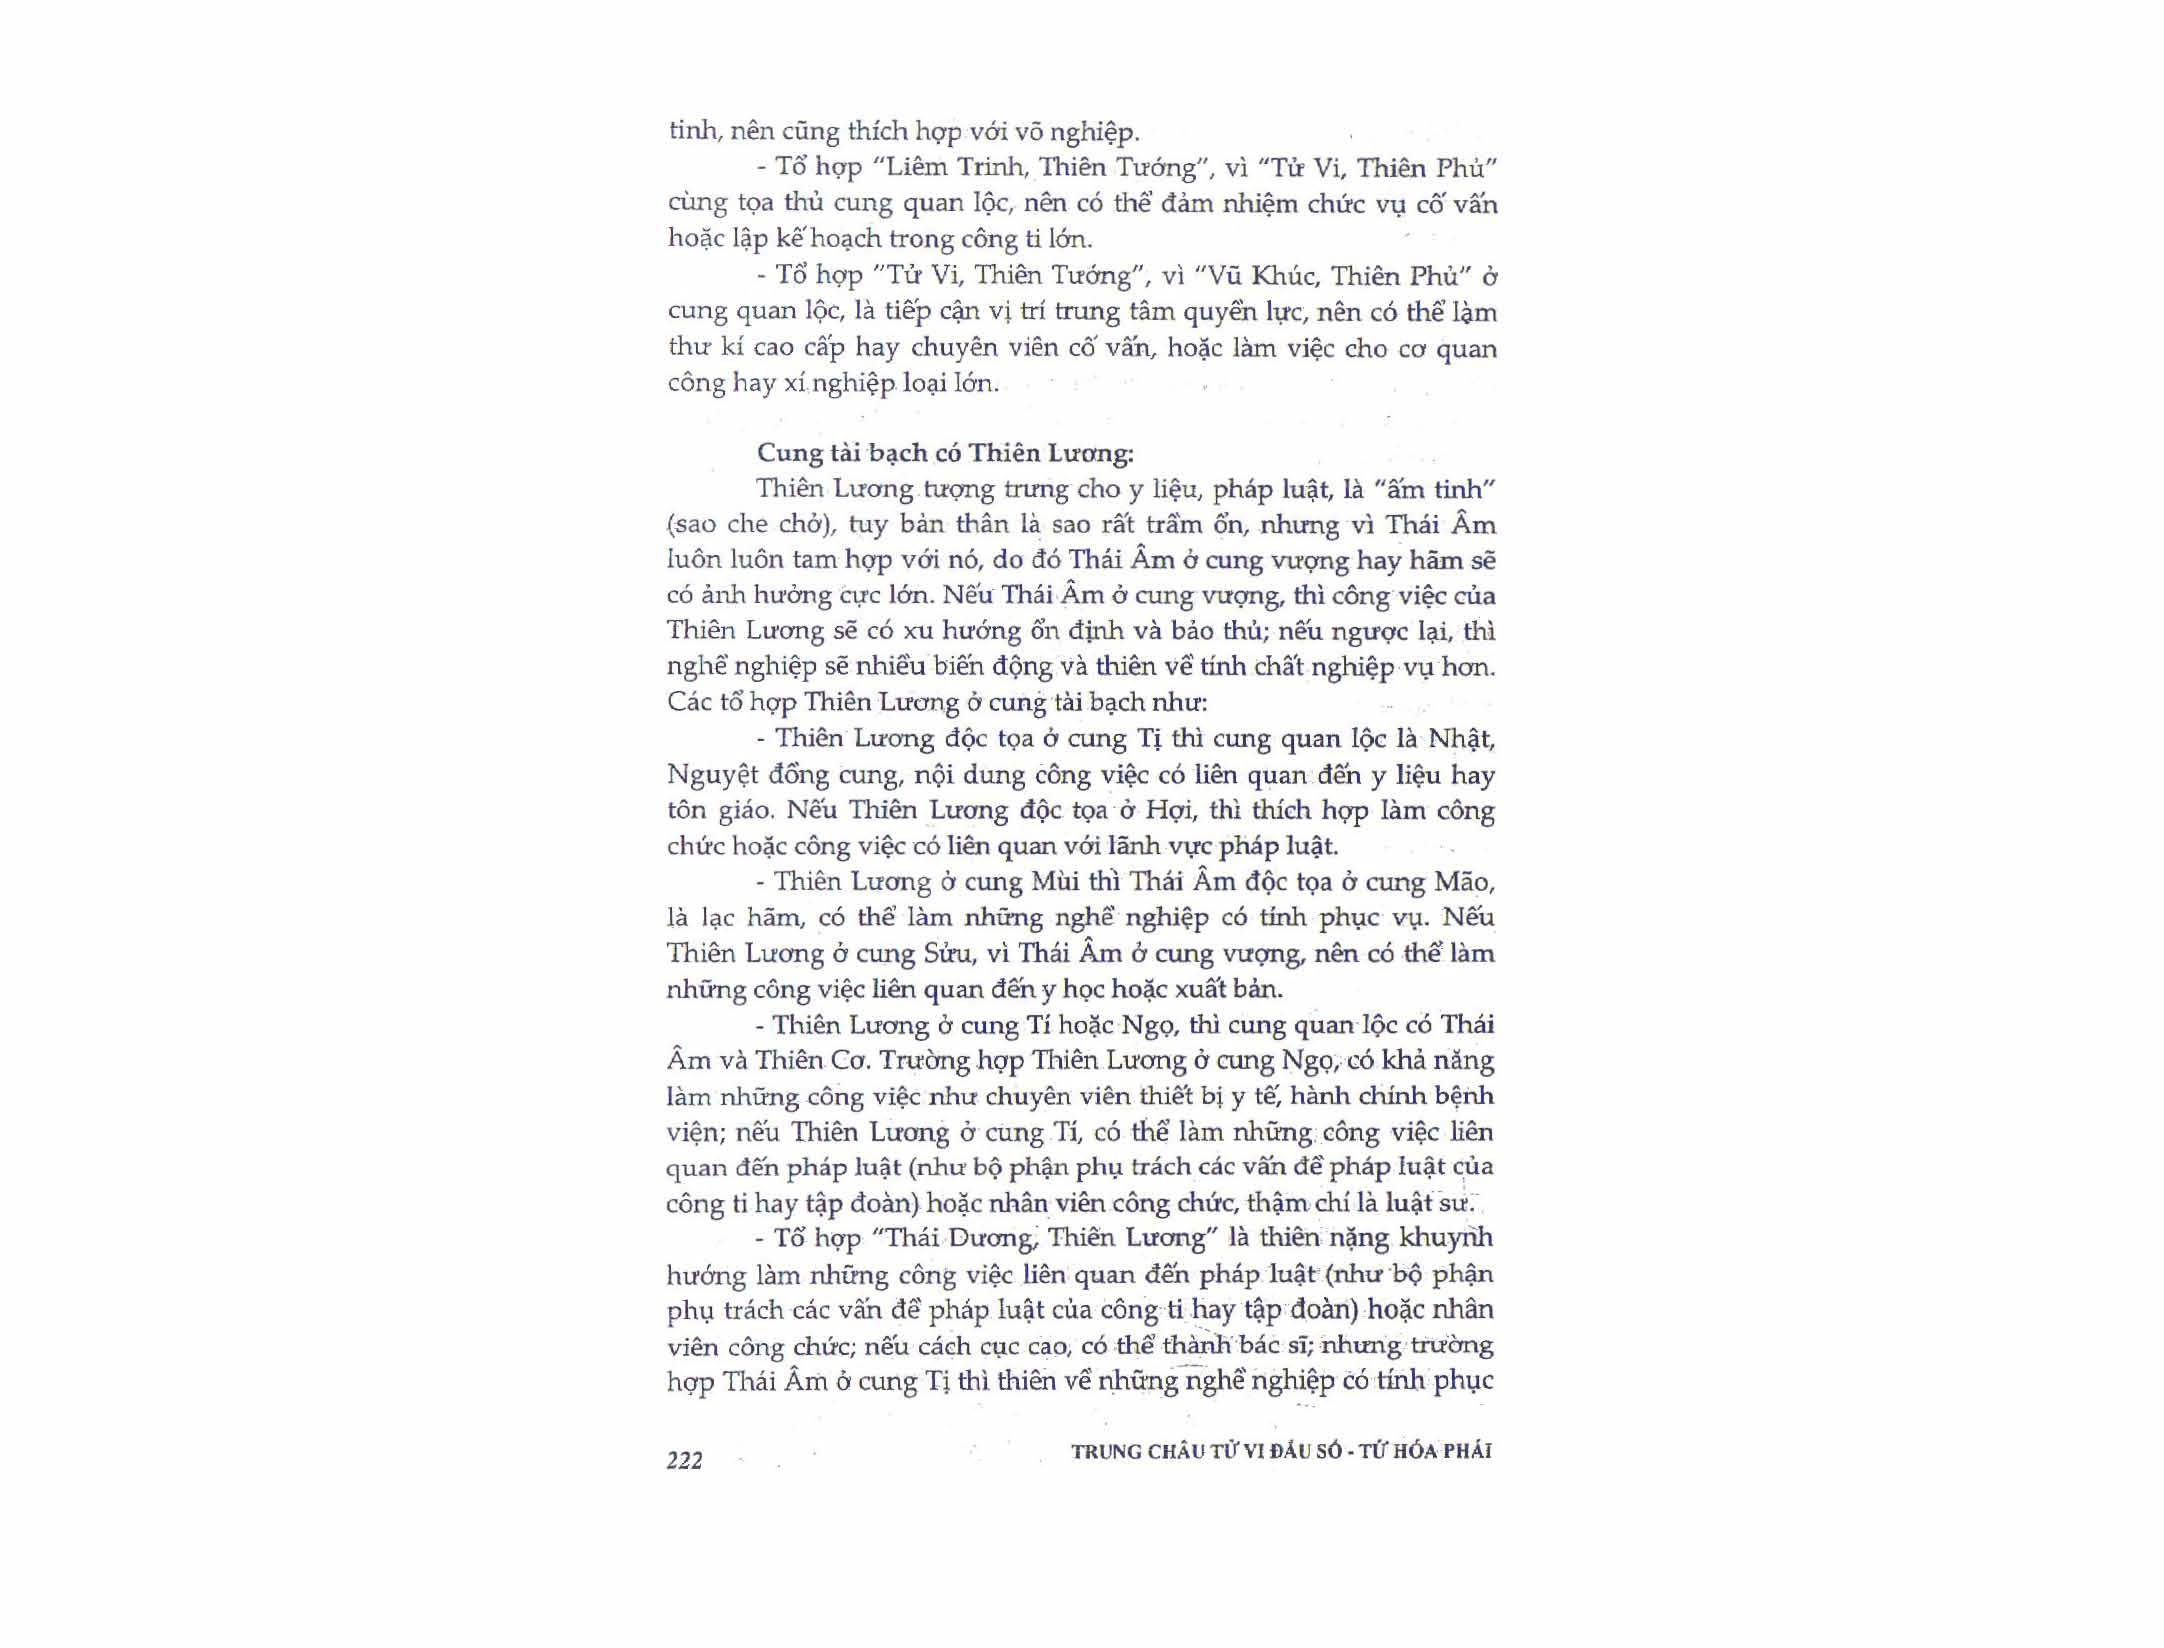 tinh, nên cũng thích hợp với võ nghiệp.
- Tổ hợp "Liêm Trinh, Thiên Tướng", vì "Tử Vi, Thiên Phủ"
cùng tọa thủ cung quan lộc, nên có thể đảm nhiệm chức vụ cố vấn
hoặc lập kế hoạch trong công ti lớn.
- Tổ hợp "Tử Vi, Thiên Tướng", vì "Vũ Khúc, Thiên Phủ" ở
cung quan lộc, là tiếp cận vị trí trung tâm quyền lực, nên có thể làm
thư kí cao cấp hay chuyên viên cố vấn, hoặc làm việc cho cơ quan
công hay xí nghiệp loại lớn.
Cung tài bạch có Thiên Lương:
Thiên Lương tượng trưng cho y liệu, pháp luật, là "ấm tinh"
(sao che chở), tuy bản thân là sao rất trầm ổn, nhưng vì Thái Âm
luôn luôn tam hợp với nó, do đó Thái Âm ở cung vượng hay hãm sẽ
có ảnh hưởng cực lớn. Nếu Thái Âm ở cung vượng, thì công việc của
Thiên Lương sẽ có xu hướng ổn định và bảo thủ; nếu ngược lại, thì
nghề nghiệp sẽ nhiều biến động và thiên về tính chất nghiệp vụ hơn.
Các tổ hợp Thiên Lương ở cung tài bạch như:
- Thiên Lương độc tọa ở cung Tị thì cung quan lộc là Nhật,
Nguyệt đồng cung, nội dung công việc có liên quan đến y liệu hay
tôn giáo. Nếu Thiên Lương độc tọa ở Hợi, thì thích hợp làm công
chức hoặc công việc có liên quan với lãnh vực pháp luật.
- Thiên Lương ở cung Mùi thì Thái Âm độc tọa ở cung Mão,
là lạc hãm, có thể làm những nghề nghiệp có tính phục vụ. Nếu
Thiên Lương ở cung Sửu, vì Thái Âm ở cung vượng, nên có thể làm
những công việc liên quan đến y học hoặc xuất bản.
- Thiên Lương ở cung Tí hoặc Ngọ, thì cung quan lộc có Thái
Âm và Thiên Cơ. Trường hợp Thiên Lương ở cung Ngọ, có khả năng
làm những công việc như chuyên viên thiết bị y tế, hành chính bệnh
viện; nếu Thiên Lương ở cung Tí, có thể làm những công việc liên
quan đến pháp luật (như bộ phận phụ trách các vấn đề pháp luật của
công ti hay tập đoàn) hoặc nhân viên công chức, thậm chí là luật sư.
- Tổ hợp "Thái Dương, Thiên Lương" là thiên nặng khuynh
hướng làm những công việc liên quan đến pháp luật (như bộ phận
phụ trách các vấn đề pháp luật của công ti hay tập đoàn) hoặc nhân
viên công chức; nếu cách cục cao, có thể thành bác sĩ; nhưng trường
hợp Thái Âm ở cung Tị thì thiên về những nghề nghiệp có tính phục
222 TRUNG CHÂU TỬ VI ĐẨU SỐ - TỨ HÓA PHÁI